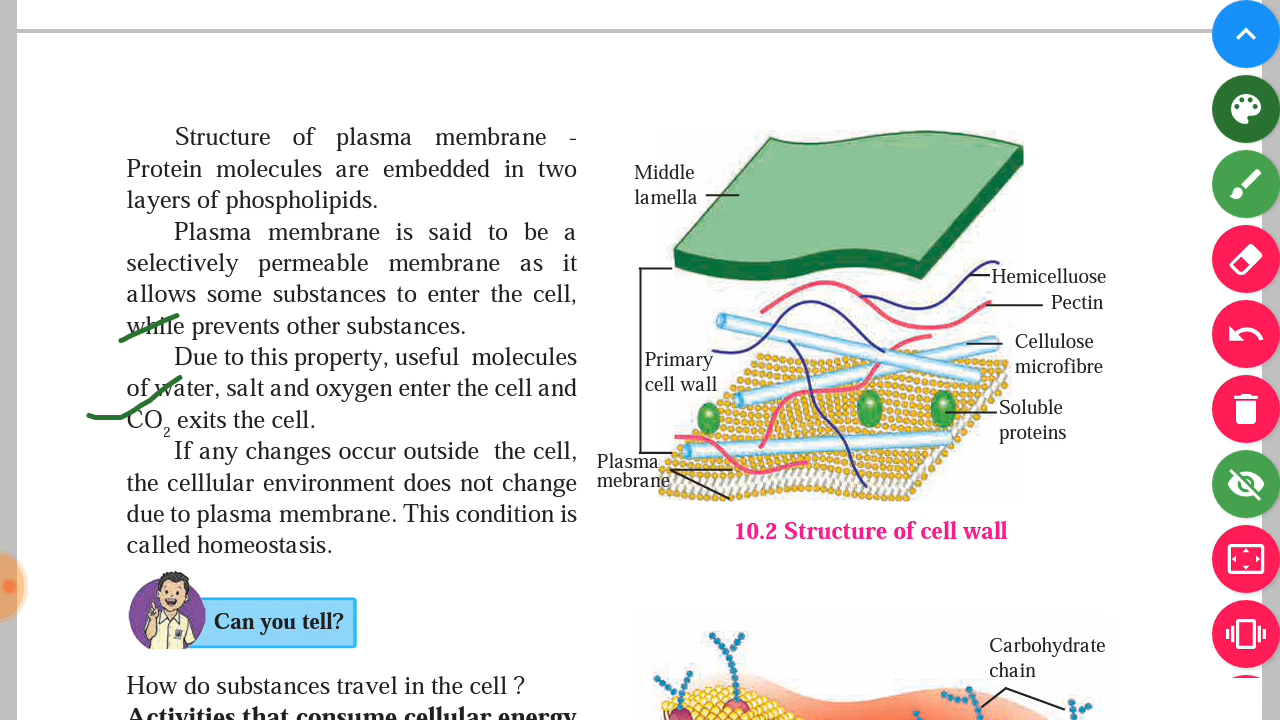 Structure of plasma membrane -
Protein molecules are embedded in two
layers of phospholipids.
Plasma membrane is said to be a
selectively permeable membrane as it
allows some substances to enter the cell,
while prevents other substances.
Due to this property, useful molecules
of water, salt and oxygen enter the cell and
CO2 exits the cell.
If any changes occur outside the cell,
the celllular environment does not change
due to plasma membrane. This condition is
called homeostasis.
Can you tell?
How do substances travel in the cell ?
Activities that consume cellular energy
Middle
lamella
Hemicelluose
Pectin
Cellulose
microfibre
Primary
cell wall
Soluble
proteins
Plasma
mebrane
10.2 Structure of cell wall
Carbohydrate
chain